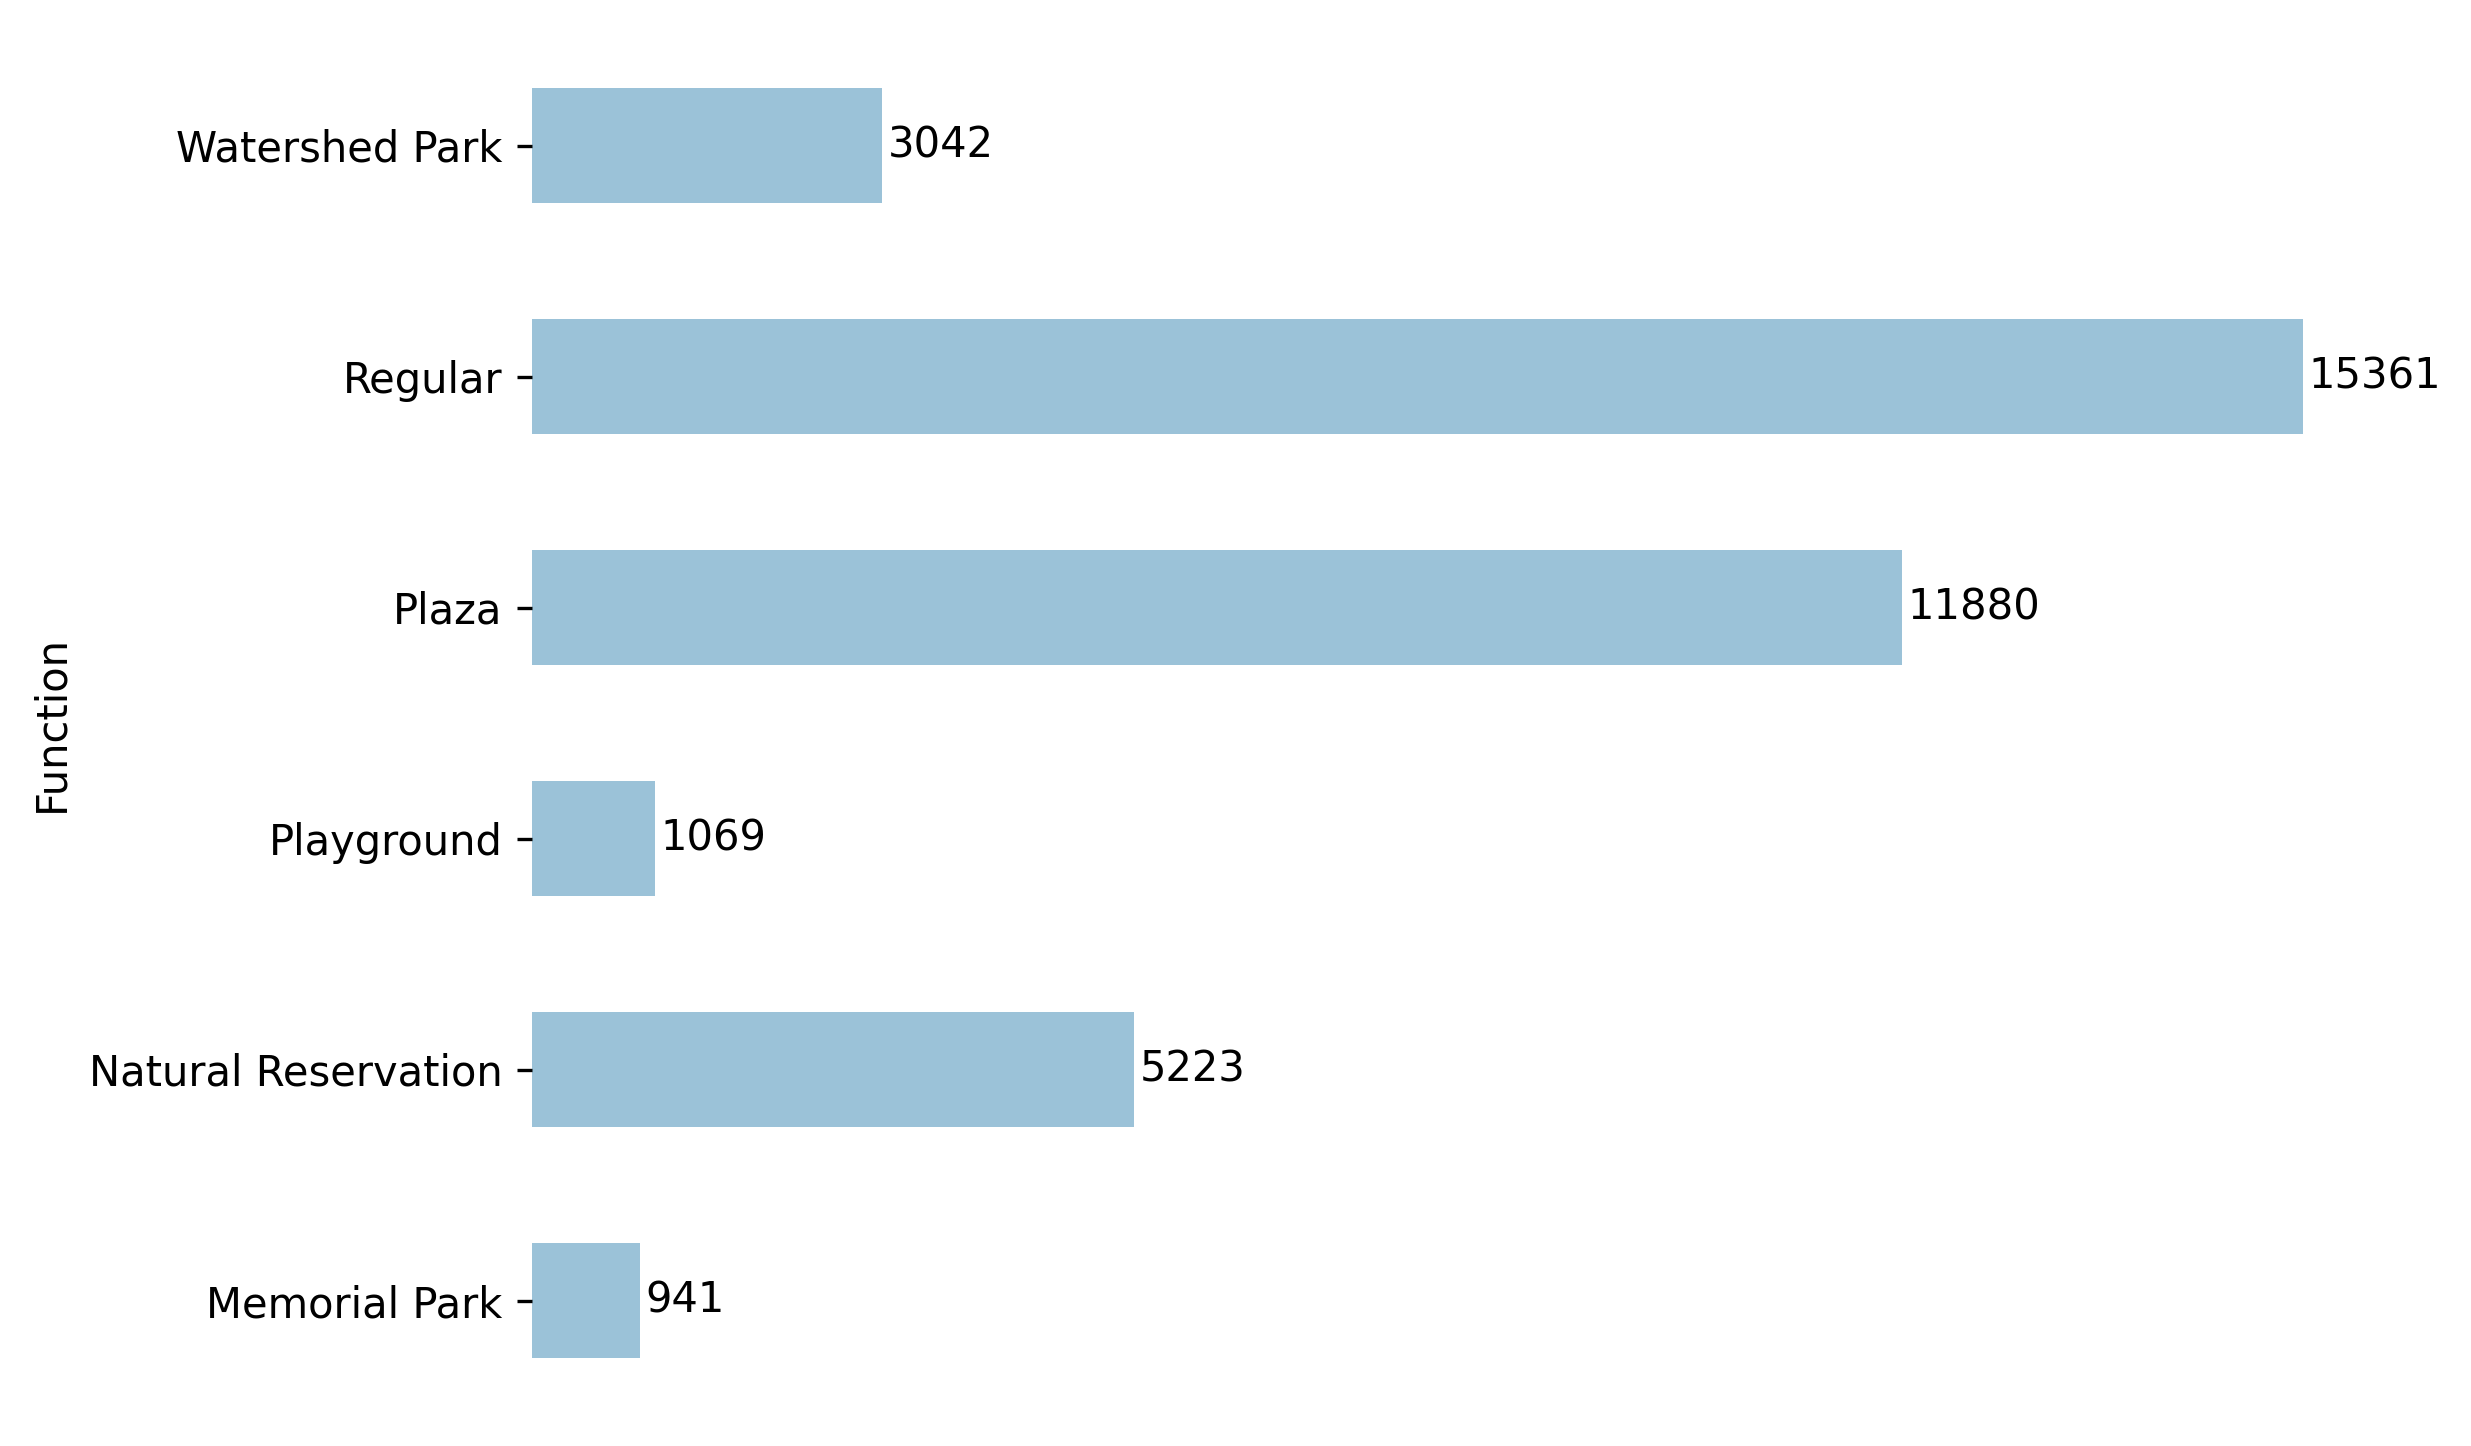 Function
Watershed Park
3042
Regular
15361
Plaza
11880
Playground
1069
Natural Reservation
5223
Memorial Park
941